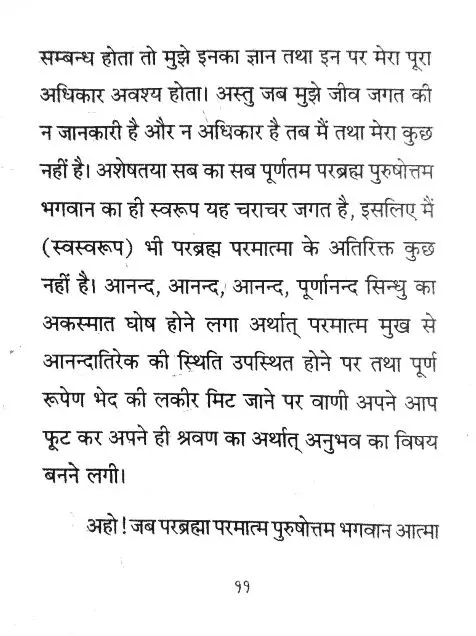 सम्बन्ध होता तो मुझे इनका ज्ञान तथा इन पर मेरा पूरा
अधिकार अवश्य होता। अस्तु जब मुझे जीव जगत की
न जानकारी है और न अधिकार है तब मैं तथा मेरा कुछ
नहीं है। अशेषतया सब का सब पूर्णतम परब्रह्म पुरुषोत्तम
भगवान का ही स्वरूप यह चराचर जगत है, इसलिए मैं
(स्वस्वरूप) भी परब्रह्म परमात्मा के अतिरिक्त कुछ
नहीं है। आनन्द, आनन्द, आनन्द, पूर्णानन्द सिन्धु का
अकस्मात घोष होने लगा अर्थात् परमात्म मुख से
आनन्दातिरेक की स्थिति उपस्थित होने पर तथा पूर्ण
रूपेण भेद की लकीर मिट जाने पर वाणी अपने आप
फूट कर अपने ही श्रवण का अर्थात् अनुभव का विषय
बनने लगी।
अहो! जब परब्रह्मा परमात्म पुरुषोत्तम भगवान आत्मा
११